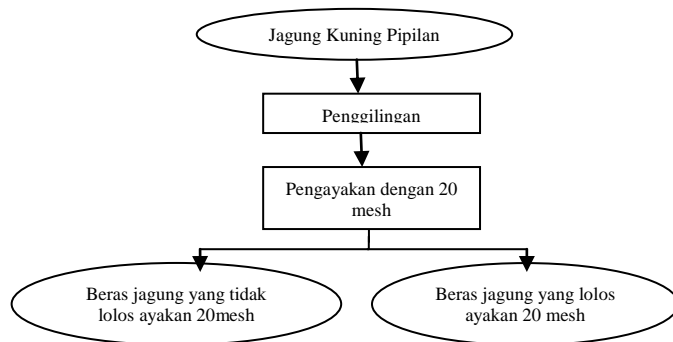 Jagung Kuning Pipilan
Penggilingan
Pengayakan dengan 20
mesh
Beras jagung yang tidak
lolos ayakan 20mesh
Beras jagung yang lolos
ayakan 20 mesh